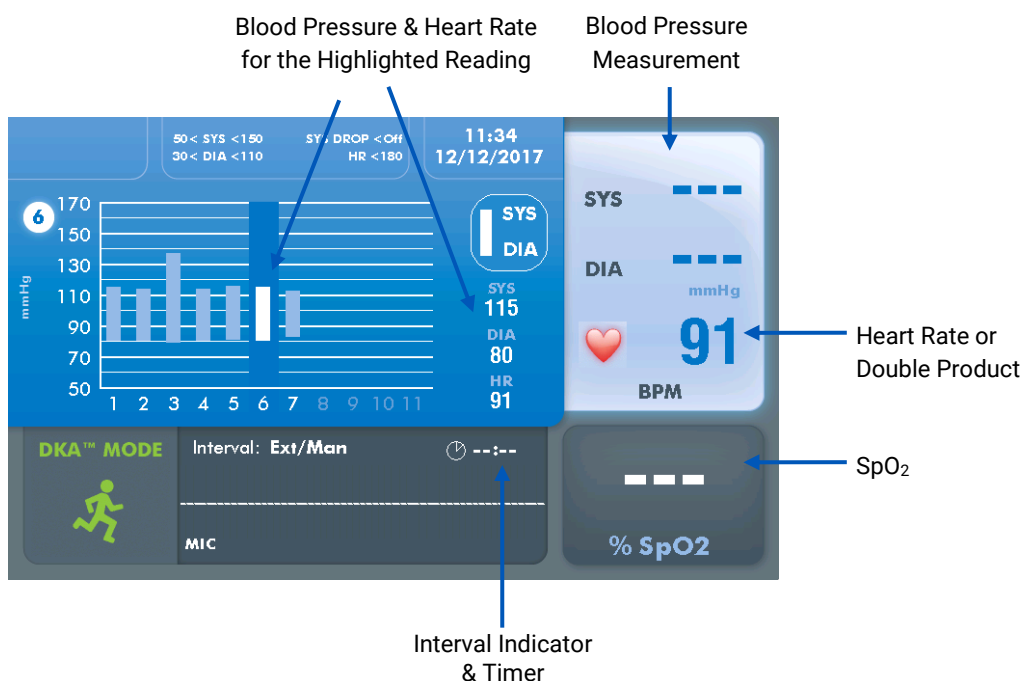 Blood Pressure & Heart Rate
for the Highlighted Reading
Blood Pressure
Measurement
50< SYS <150
SYS DROP <Off
30< DIA <110
HR <180
11:34
12/12/2017
6
170
150
130
110
90
70
50
mmHg
1 2 3 4 5 6 7 8 9 10 11
SYS
DIA
SYS
115
DIA
80
HR
91
SYS
---
DIA
---
mmHg
91
BPM
Heart Rate or
Double Product
DKA™ MODE
Interval: Ext/Man
--:--
MIC
---
% SpO2
SpO₂
Interval Indicator
& Timer